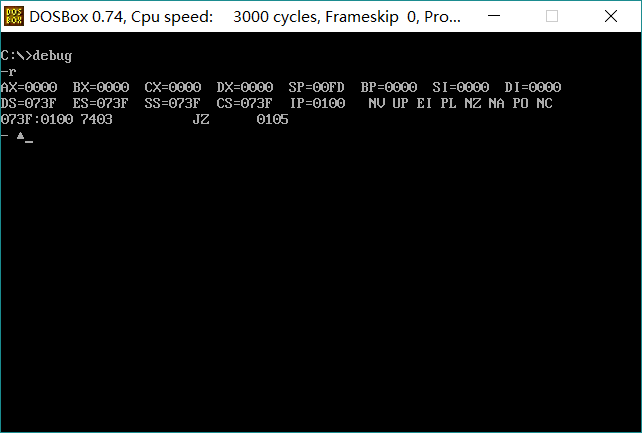 DOS BOX DOSBox 0.74, Cpu speed: 3000 cycles, Frameskip 0, Pro...
C:\>debug
-r
AX=0000 BX=0000 CX=0000 DX=0000 SP=00FD BP=0000 SI=0000 DI=0000
DS=073F ES=073F SS=073F CS=073F IP=0100 NV UP EI PL NZ NA PO NC
073F:0100 7403 JZ 0105
- ▲_